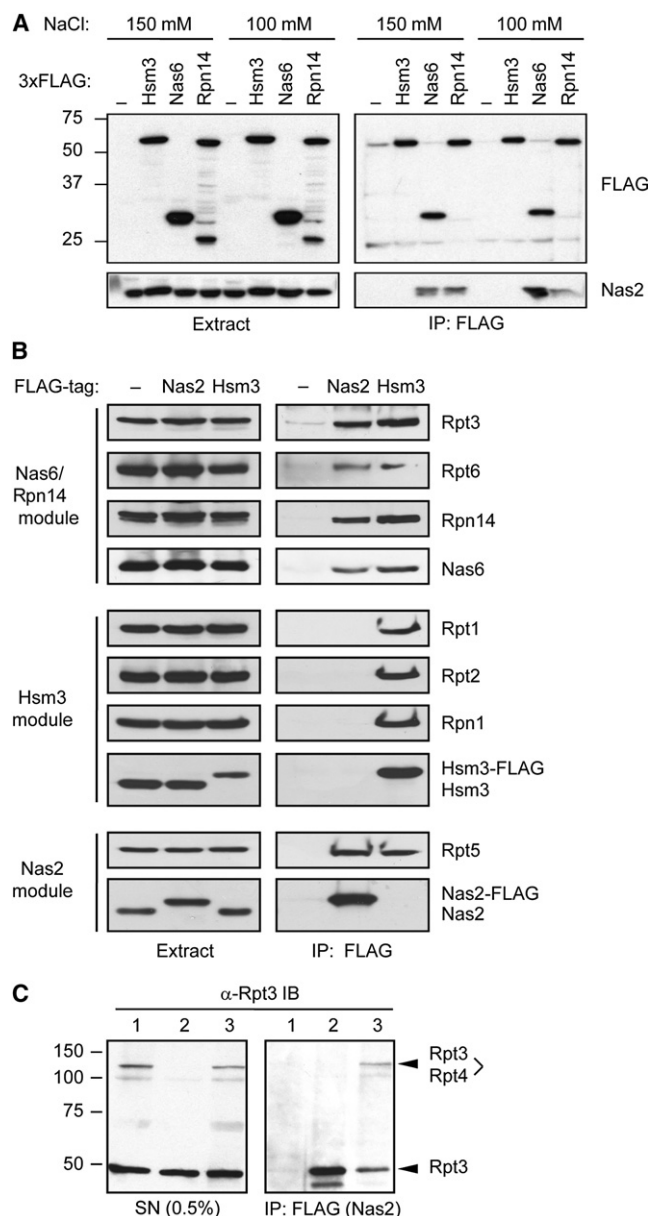 A
NaCl: 150 mM 100 mM 150 mM 100 mM
3xFLAG: – Hsm3 Nas6 Rpn14 – Hsm3 Nas6 Rpn14 – Hsm3 Nas6 Rpn14 – Hsm3 Nas6 Rpn14
75
50
37
25
FLAG
Nas2
Extract IP: FLAG
B
FLAG-tag: – Nas2 Hsm3 – Nas2 Hsm3
Nas6/
Rpn14
module
Rpt3
Rpt6
Rpn14
Nas6
Hsm3
module
Rpt1
Rpt2
Rpn1
Hsm3-FLAG
Hsm3
Nas2
module
Rpt5
Nas2-FLAG
Nas2
Extract IP: FLAG
C
α-Rpt3 IB
1 2 3 1 2 3
150
100
75
50
Rpt3
Rpt4
Rpt3
SN (0.5%) IP: FLAG (Nas2)